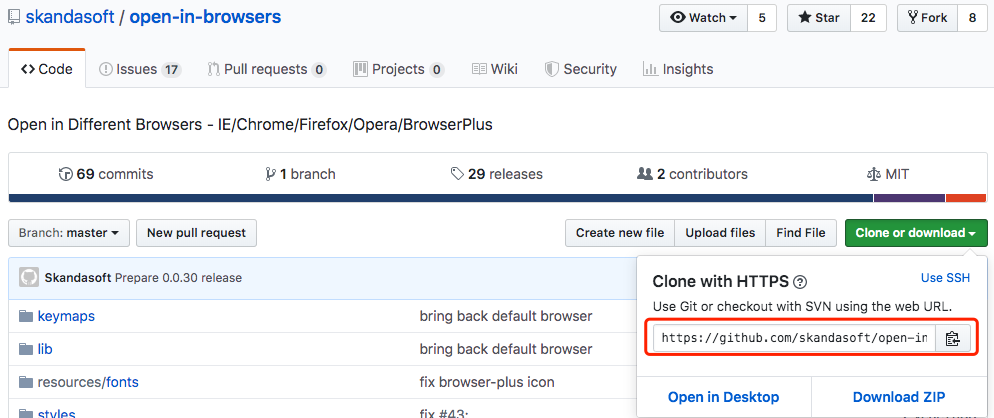 skandasoft / open-in-browsers
Watch 5 Star 22 Fork 8
Code Issues 17 Pull requests 0 Projects 0 Wiki Security Insights
Open in Different Browsers - IE/Chrome/Firefox/Opera/BrowserPlus
69 commits 1 branch 29 releases 2 contributors MIT
Branch: master New pull request Create new file Upload files Find File Clone or download
Skandasoft Prepare 0.0.30 release
Clone with HTTPS Use SSH
Use Git or checkout with SVN using the web URL.
https://github.com/skandasoft/open-in
Open in Desktop Download ZIP
keymaps bring back default browser
lib bring back default browser
resources/fonts fix browser-plus icon
styles fix #43: